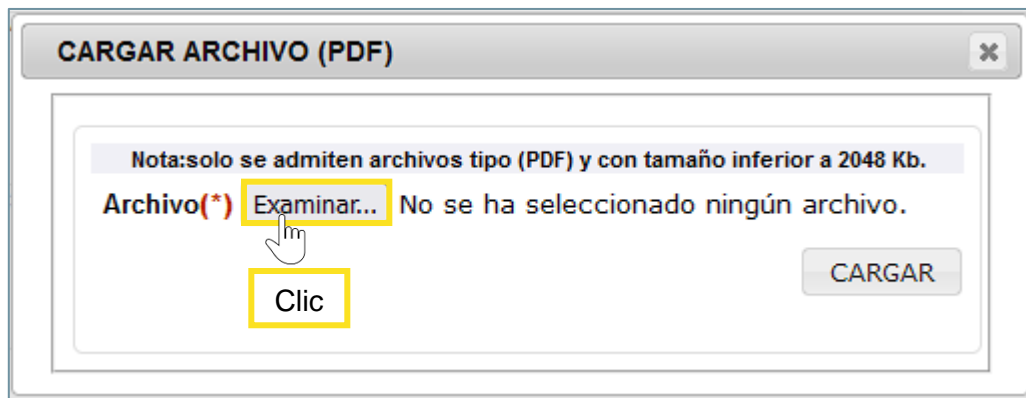 CARGAR ARCHIVO (PDF)
Nota:solo se admiten archivos tipo (PDF) y con tamaño inferior a 2048 Kb.
Archivo(*) Examinar... No se ha seleccionado ningún archivo.
CARGAR
Clic